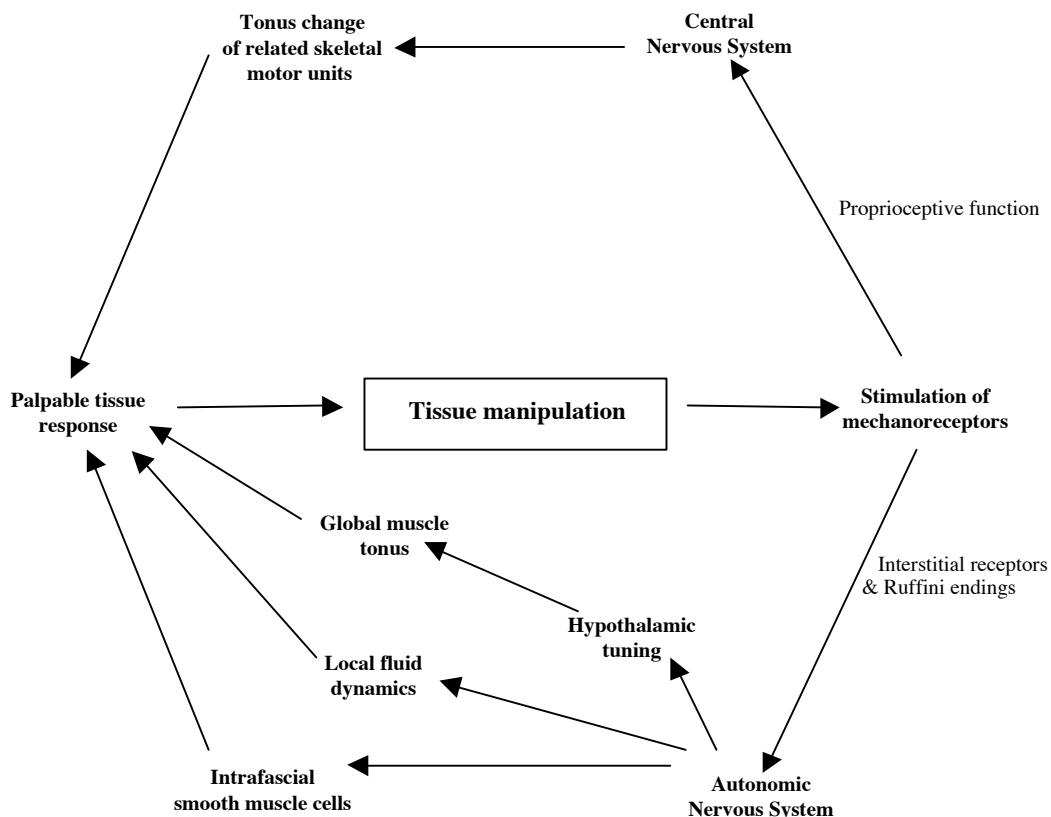 Tonus change
of related skeletal
motor units
Central
Nervous System
Proprioceptive function
Palpable tissue
response
Tissue manipulation
Stimulation of
mechanoreceptors
Global muscle
tonus
Interstitial receptors
& Ruffini endings
Hypothalamic
tuning
Local fluid
dynamics
Intrafascial
smooth muscle cells
Autonomic
Nervous System